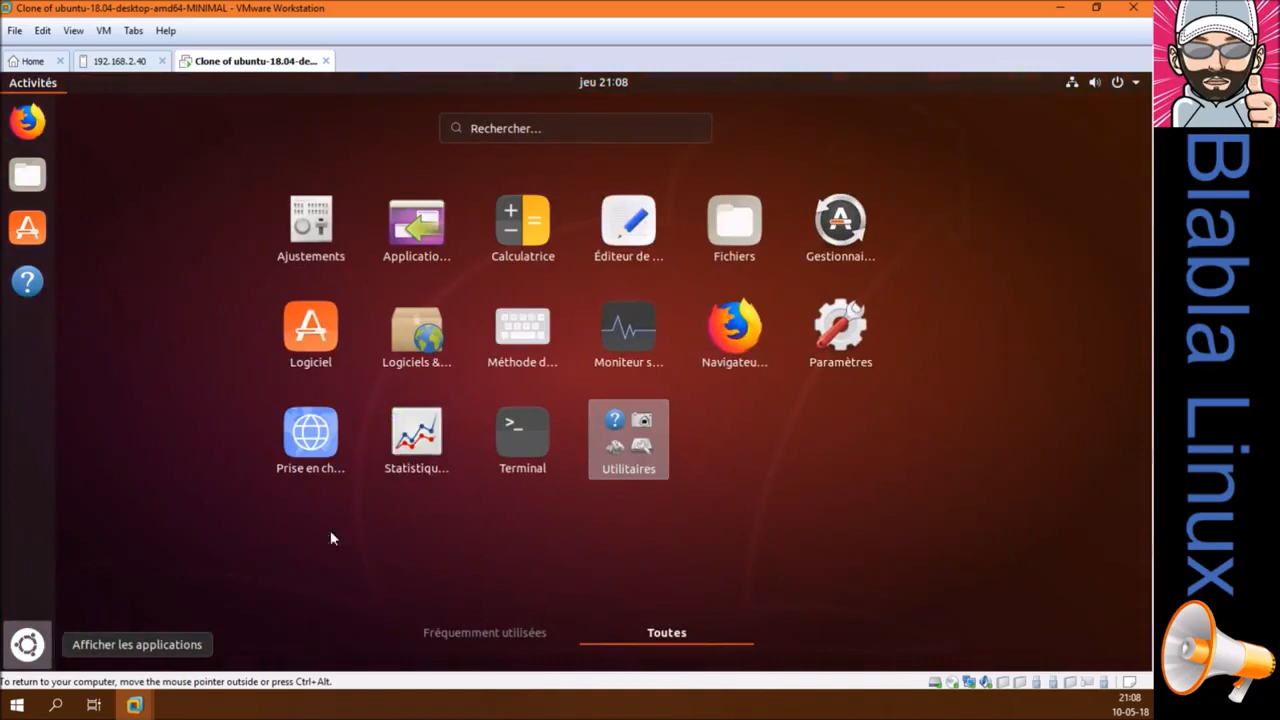 Clone of ubuntu-18.04-desktop-amd64-MINIMAL - VMware Workstation
File Edit View VM Tabs Help
Home 192.168.2.40 Clone of ubuntu-18.04-de...
Activités jeu 21:08
Rechercher...
Ajustements Applicatio... Calculatrice Éditeur de ... Fichiers Gestionnai...
Logiciel Logiciels &... Méthode d... Moniteur s... Navigateu... Paramètres
Prise en ch... Statistiqu... Terminal Utilitaires
Fréquemment utilisées Toutes
Afficher les applications
To return to your computer, move the mouse pointer outside or press Ctrl+Alt.
21:08
10-05-18
Blabla Linux